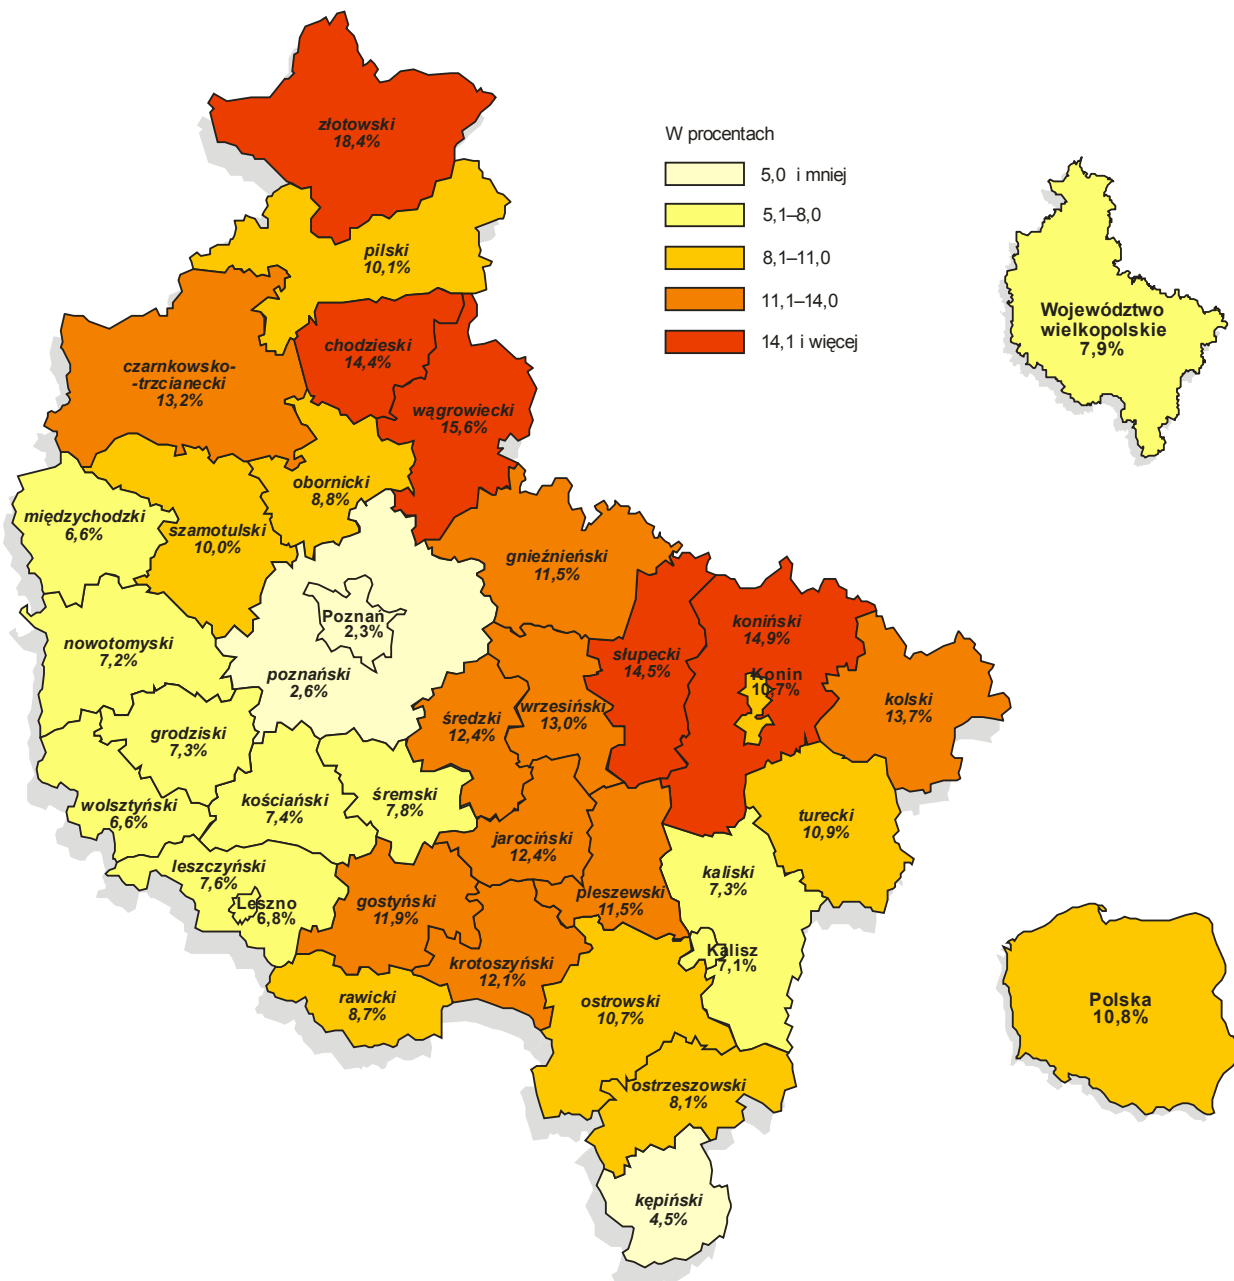 złotowski
18,4%
W procentach
5,0 i mniej
5,1–8,0
8,1–11,0
11,1–14,0
14,1 i więcej
pilski
10,1%
Województwo
wielkopolskie
7,9%
chodzieski
14,4%
czarnkowsko-
-trzcianecki
13,2%
wągrowiecki
15,6%
obornicki
8,8%
międzychodzki
6,6%
szamotulski
10,0%
gnieźnieński
11,5%
Poznań
2,3%
nowotomyski
7,2%
poznański
2,6%
koniński
14,9%
słupecki
14,5%
Konin
10,7%
kolski
13,7%
średzki
12,4%
wrzesiński
13,0%
grodziski
7,3%
wolsztyński
6,6%
kościański
7,4%
śremski
7,8%
turecki
10,9%
jarociński
12,4%
leszczyński
7,6%
Leszno
6,8%
gostyński
11,9%
pleszewski
11,5%
kaliski
7,3%
Kalisz
7,1%
krotoszyński
12,1%
rawicki
8,7%
ostrowski
10,7%
Polska
10,8%
ostrzeszowski
8,1%
kępiński
4,5%